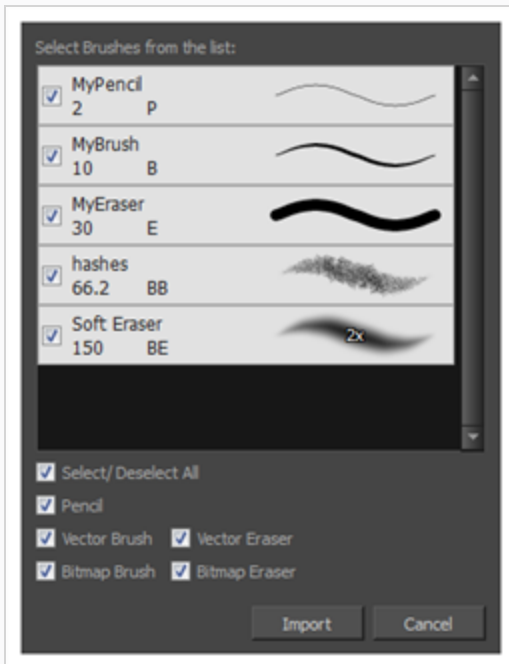 Select Brushes from the list:
MyPencil
2 P
MyBrush
10 B
MyEraser
30 E
hashes
66.2 BB
Soft Eraser
150 BE
2x
Select/ Deselect All
Pencil
Vector Brush Vector Eraser
Bitmap Brush Bitmap Eraser
Import Cancel